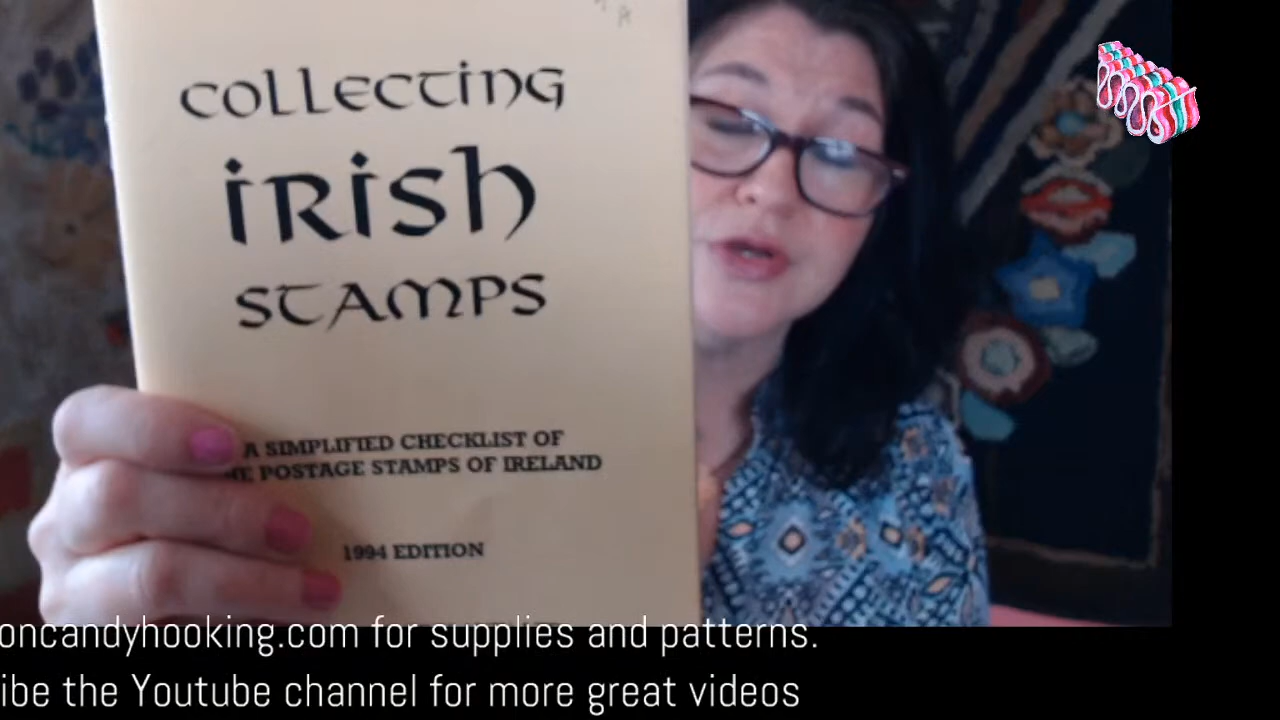 COLLECTING
IRISH
STAMPS
A SIMPLIFIED CHECKLIST OF
POSTAGE STAMPS OF IRELAND
1994 EDITION
oncandyhooking.com for supplies and patterns.
ibe the Youtube channel for more great videos